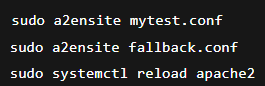 sudo a2ensite mytest.conf
sudo a2ensite fallback.conf
sudo systemctl reload apache2